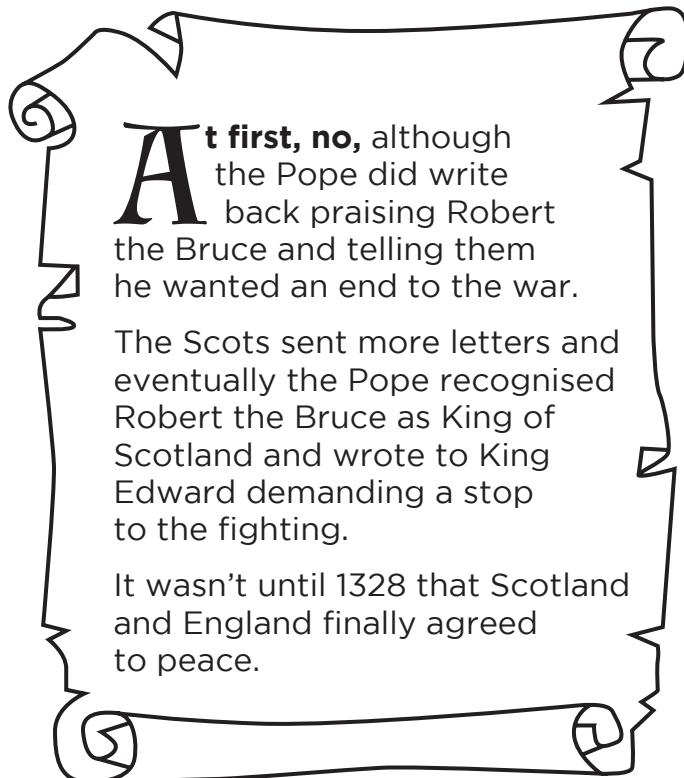 At first, no, although
the Pope did write
back praising Robert
the Bruce and telling them
he wanted an end to the war.
The Scots sent more letters and
eventually the Pope recognised
Robert the Bruce as King of
Scotland and wrote to King
Edward demanding a stop
to the fighting.
It wasn't until 1328 that Scotland
and England finally agreed
to peace.